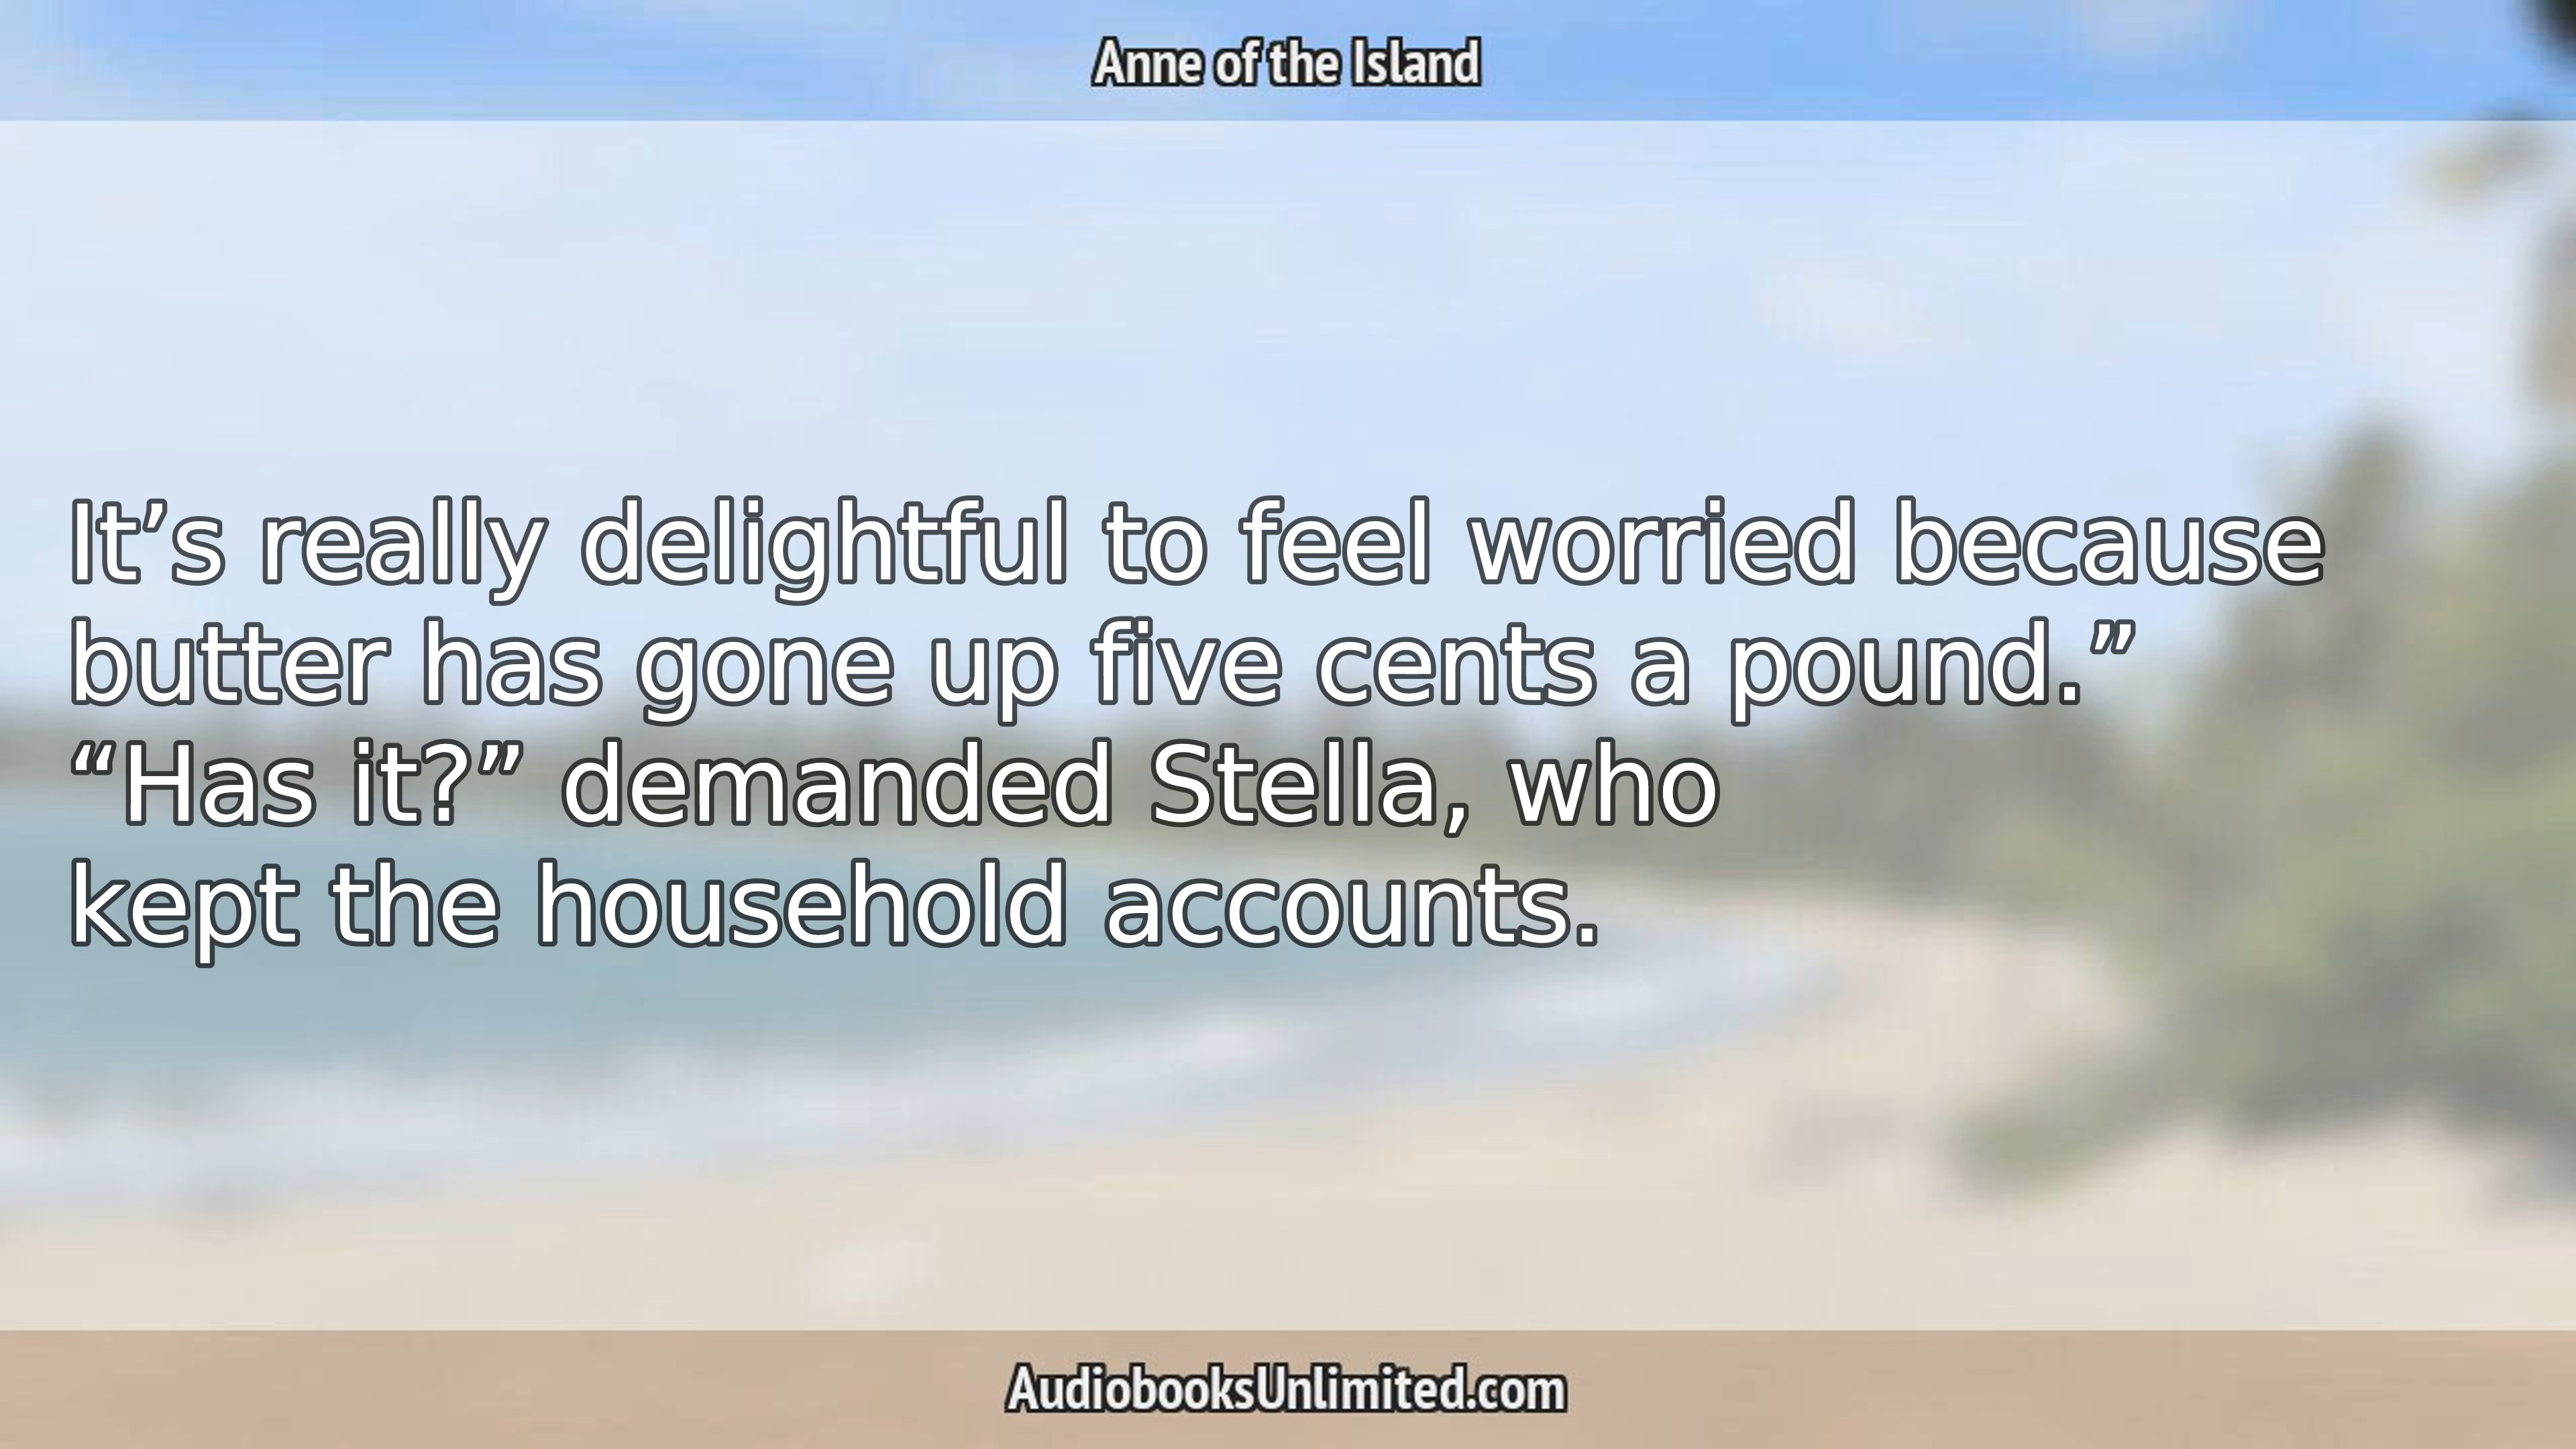 Anne of the Island
It’s really delightful to feel worried because
butter has gone up five cents a pound.”
“Has it?” demanded Stella, who
kept the household accounts.
AudiobooksUnlimited.com